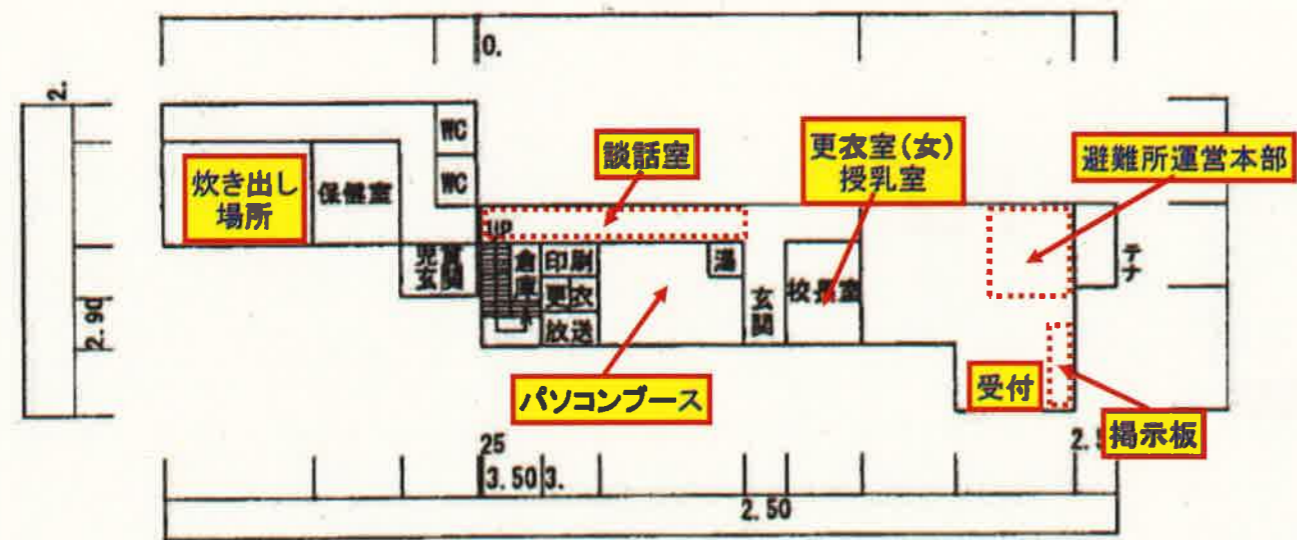 0.
2.
WC
談話室
更衣室(女)
授乳室
避難所運営本部
炊き出し
場所
保健室
WC
UP
児童
玄関
倉庫
印刷
湯
更衣
放送
玄関
校長室
テナ
2.90
パソコンブース
受付
掲示板
25
3.50
3.
2.50